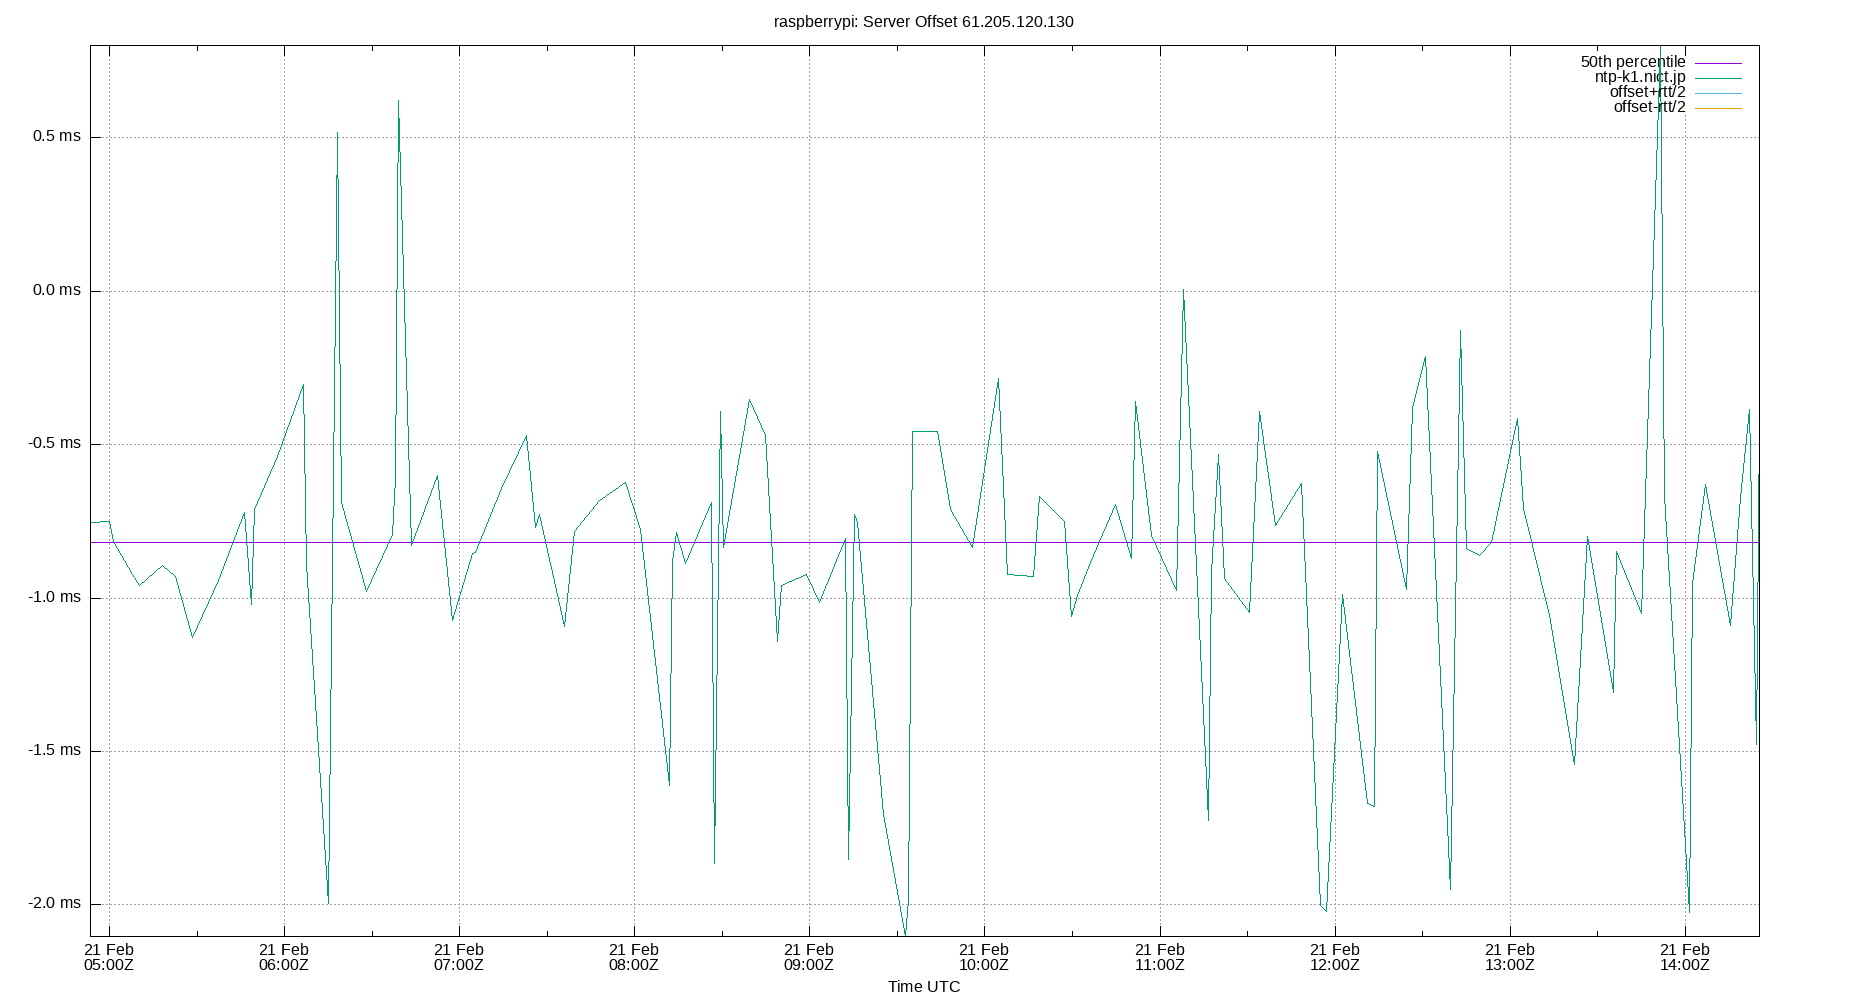 raspberrypi: Server Offset 61.205.120.130
50th percentile
ntp-k1.nict.jp
offset+rtt/2
offset-rtt/2
0.5 ms
0.0 ms
-0.5 ms
-1.0 ms
-1.5 ms
-2.0 ms
21 Feb 21 Feb 21 Feb 21 Feb 21 Feb 21 Feb 21 Feb 21 Feb 21 Feb 21 Feb
05:00Z 06:00Z 07:00Z 08:00Z 09:00Z 10:00Z 11:00Z 12:00Z 13:00Z 14:00Z
Time UTC